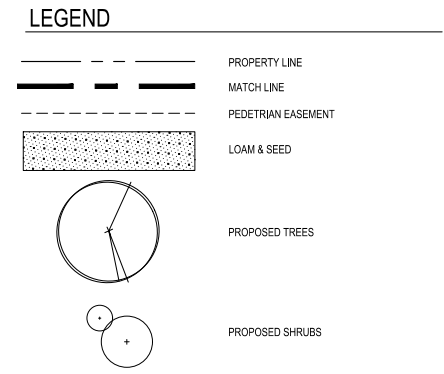 LEGEND
PROPERTY LINE
MATCH LINE
PEDETRIAN EASEMENT
LOAM & SEED
PROPOSED TREES
PROPOSED SHRUBS